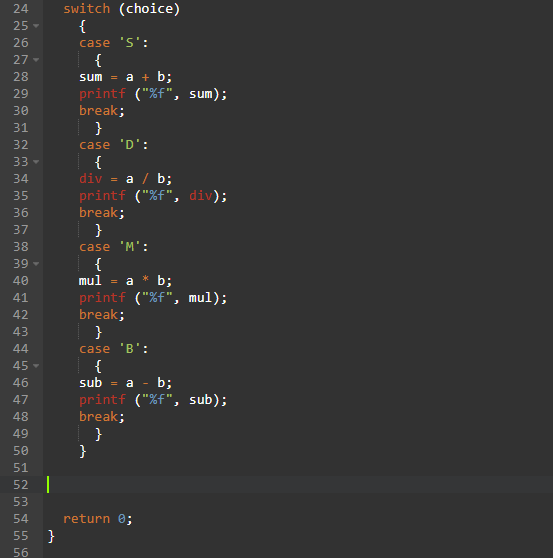 24 switch (choice)
25 {
26 case 'S':
27 {
28 sum = a + b;
29 printf ("%f", sum);
30 break;
31 }
32 case 'D':
33 {
34 div = a / b;
35 printf ("%f", div);
36 break;
37 }
38 case 'M':
39 {
40 mul = a * b;
41 printf ("%f", mul);
42 break;
43 }
44 case 'B':
45 {
46 sub = a - b;
47 printf ("%f", sub);
48 break;
49 }
50 }
51
52
53
54 return 0;
55 }
56